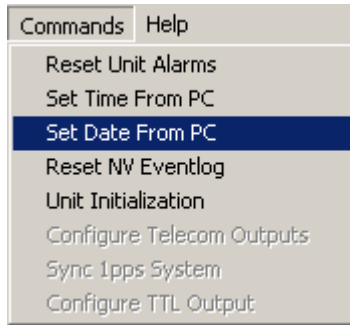 Commands Help
Reset Unit Alarms
Set Time From PC
Set Date From PC
Reset NV Eventlog
Unit Initialization
Configure Telecom Outputs
Sync 1pps System
Configure TTL Output